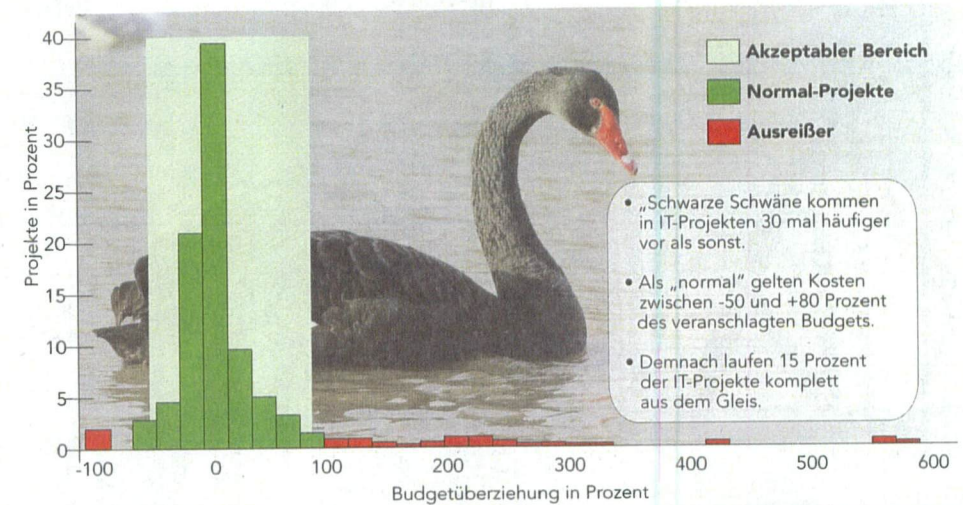 40
35
30
25
20
15
10
5
0
Projekte in Prozent
-100 0 100 200 300 400 500 600
Budgetüberziehung in Prozent
Akzeptabler Bereich
Normal-Projekte
Ausreißer
• „Schwarze Schwäne kommen
in IT-Projekten 30 mal häufiger
vor als sonst.
• Als „normal“ gelten Kosten
zwischen -50 und +80 Prozent
des veranschlagten Budgets.
• Demnach laufen 15 Prozent
der IT-Projekte komplett
aus dem Gleis.